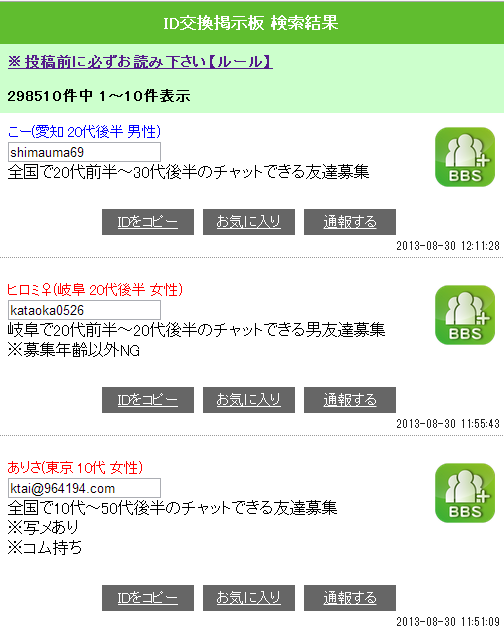 ID交換掲示板 検索結果
※投稿前に必ずお読み下さい【ルール】
298510件中 1～10件表示
こー(愛知 20代後半 男性)
shimauma69
全国で20代前半～30代後半のチャットできる友達募集
BBS
IDをコピー お気に入り 通報する
2013-08-30 12:11:28
ヒロミ♀(岐阜 20代後半 女性)
kataoka0526
岐阜で20代前半～20代後半のチャットできる男友達募集
※募集年齢以外NG
BBS
IDをコピー お気に入り 通報する
2013-08-30 11:55:43
ありさ(東京 10代 女性)
ktai@964194.com
全国で10代～50代後半のチャットできる友達募集
※写メあり
※コム持ち
BBS
IDをコピー お気に入り 通報する
2013-08-30 11:51:09